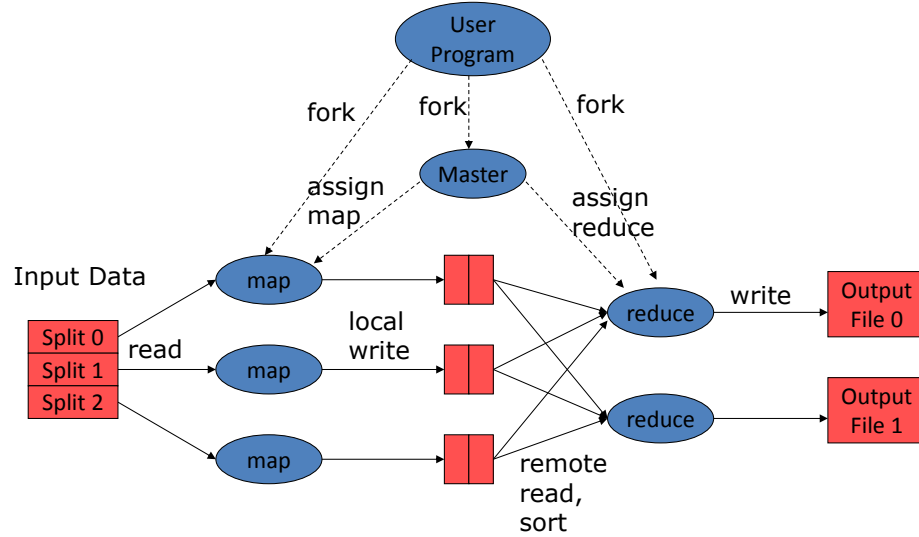 User
Program
fork
fork
fork
Master
assign
map
assign
reduce
Input Data
map
reduce
write
Output
File 0
Split 0
Split 1
Split 2
read
map
local
write
reduce
Output
File 1
map
remote
read,
sort